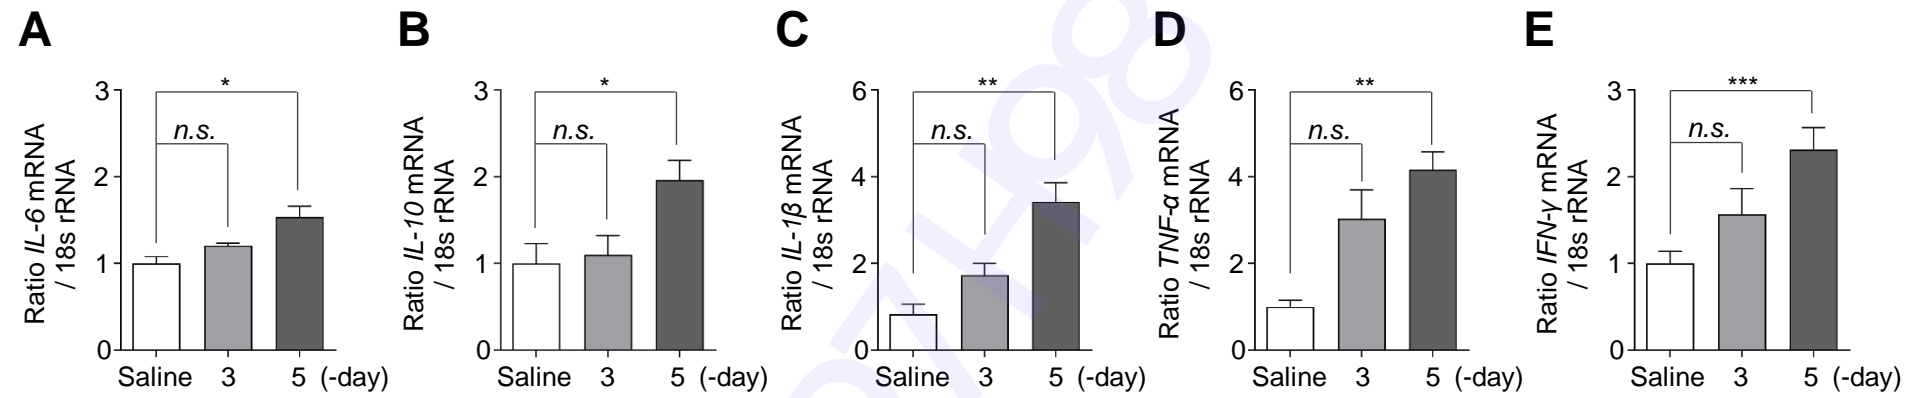 A
B
C
D
E
Ratio IL-6 mRNA
/ 18s rRNA
3
2
1
0
*
n.s.
Saline 3 5 (-day)
Ratio IL-10 mRNA
/ 18s rRNA
3
2
1
0
*
n.s.
Saline 3 5 (-day)
Ratio IL-1β mRNA
/ 18s rRNA
6
4
2
0
**
n.s.
Saline 3 5 (-day)
Ratio TNF-α mRNA
/ 18s rRNA
6
4
2
0
**
n.s.
Saline 3 5 (-day)
Ratio IFN-γ mRNA
/ 18s rRNA
3
2
1
0
***
n.s.
Saline 3 5 (-day)